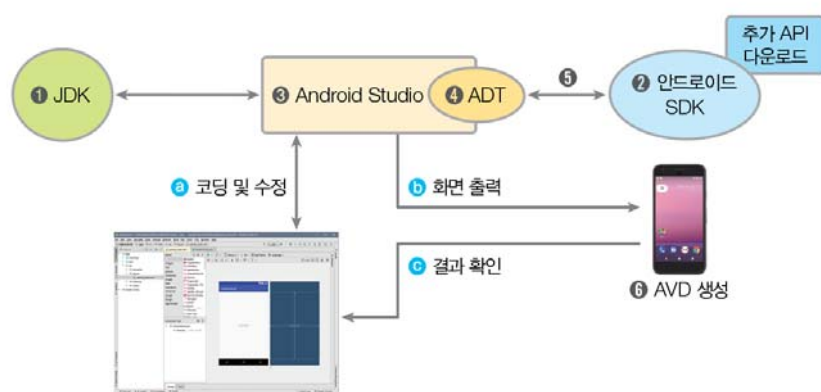 추가 API
다운로드
❶ JDK
❸ Android Studio
❹ ADT
❺
❷ 안드로이드
SDK
ⓐ 코딩 및 수정
ⓑ 화면 출력
ⓒ 결과 확인
❻ AVD 생성